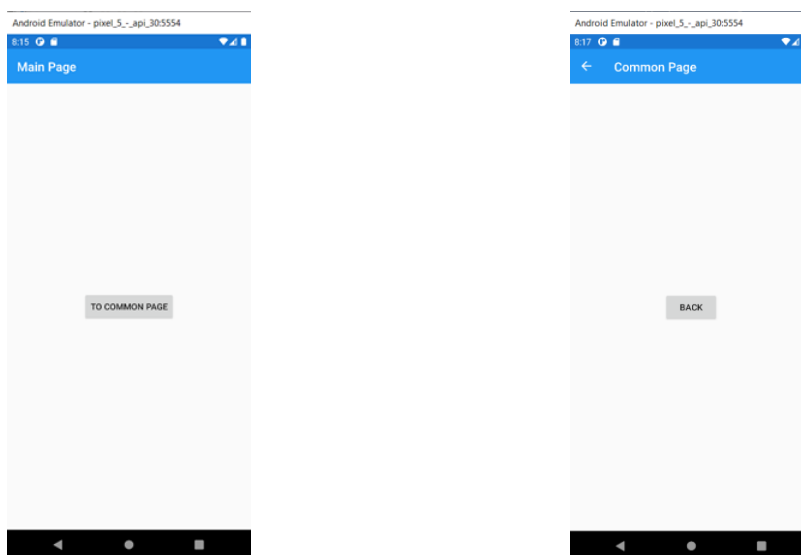 Android Emulator - pixel_5_-_api_30:5554
8:15
Main Page
TO COMMON PAGE
Android Emulator - pixel_5_-_api_30:5554
8:17
Common Page
BACK